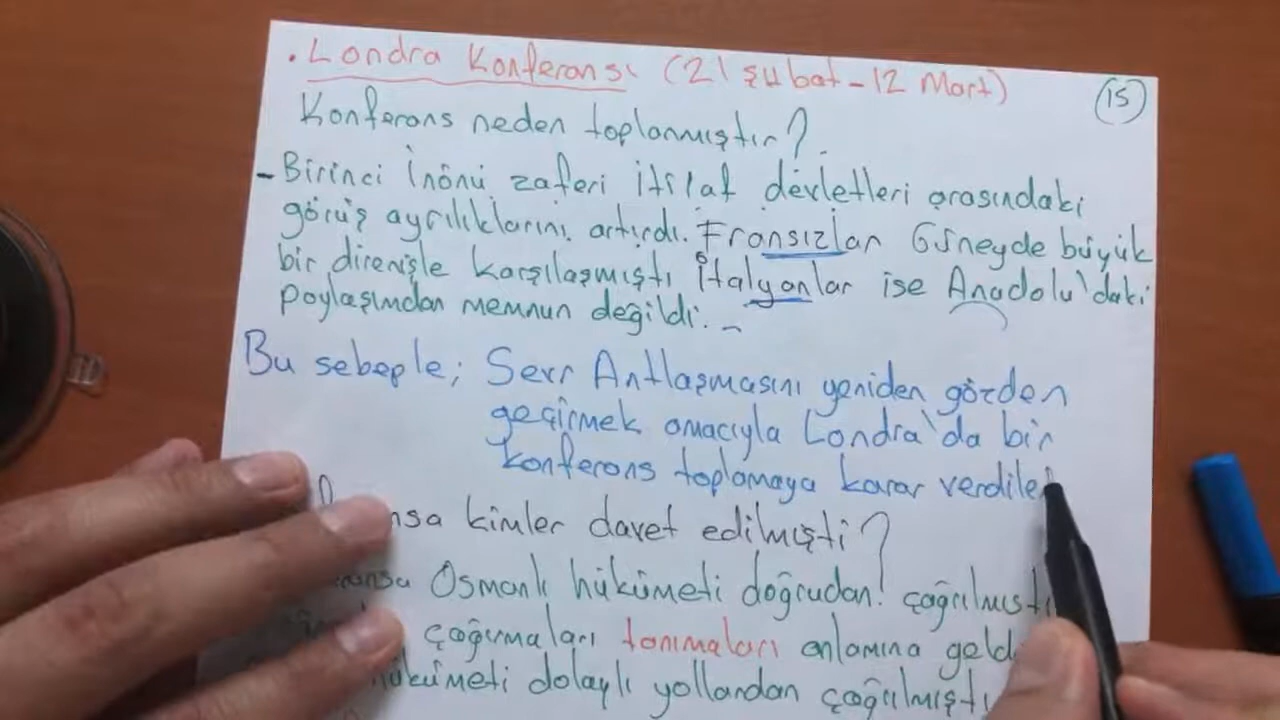 . Londra Konferansı (21 Şubat - 12 Mart)
15
Konferans neden toplanmıştır?
- Birinci İnönü zaferi İtilaf devletleri arasındaki
görüş ayrılıklarını artırdı. Fransızlar Güneyde büyük
bir direnişle karşılaşmıştı İtalyanlar ise Anadolu'daki
paylaşımdan memnun değildi.
Bu sebeple; Sevr Antlaşmasını yeniden gözden
geçirmek amacıyla Londra'da bir
konferans toplamaya karar verdiler
kimler davet edilmişti?
Osmanlı hükümeti doğrudan! çağrılmıştı
çağırmaları tanımaları anlamına
hükümeti dolaylı yollardan çağrılmıştı